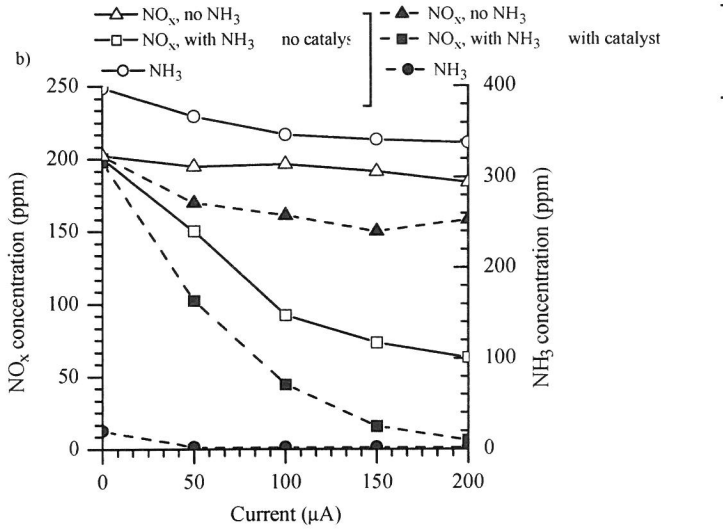 NOₓ, no NH₃ NOₓ, no NH₃
NOₓ, with NH₃ no catalys NOₓ, with NH₃ with catalyst
b) NH₃ NH₃
250 400
200 300
150 200
100 100
50
0 0
0 50 100 150 200
NOₓ concentration (ppm)
NH₃ concentration (ppm)
Current (µA)